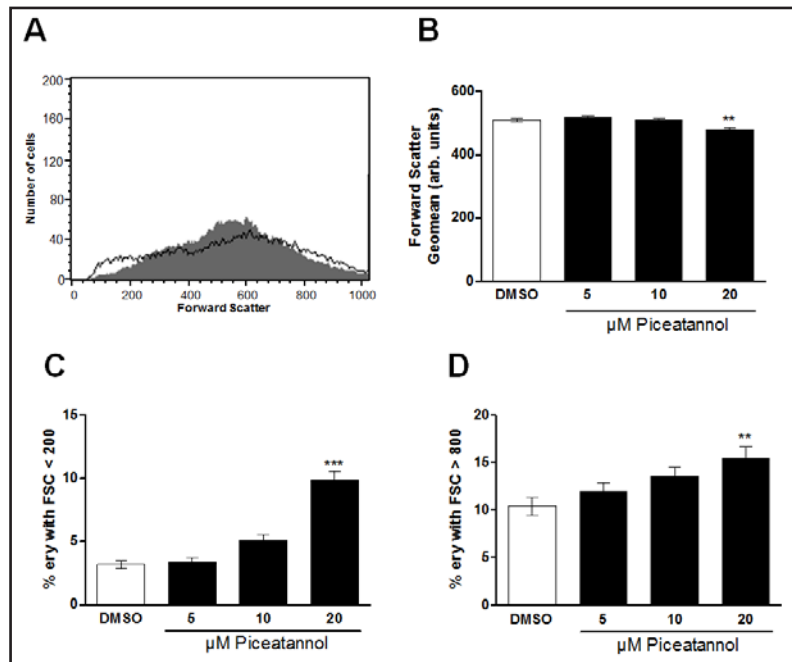 A
200
160
120
80
40
0
Number of cells
0 200 400 600 800 1000
Forward Scatter
B
600
400
200
0
Forward Scatter
Geomean (arb. units)
**
DMSO 5 10 20
µM Piceatannol
C
15
10
5
0
% ery with FSC < 200
***
DMSO 5 10 20
µM Piceatannol
D
20
15
10
5
0
% ery with FSC > 800
**
DMSO 5 10 20
µM Piceatannol